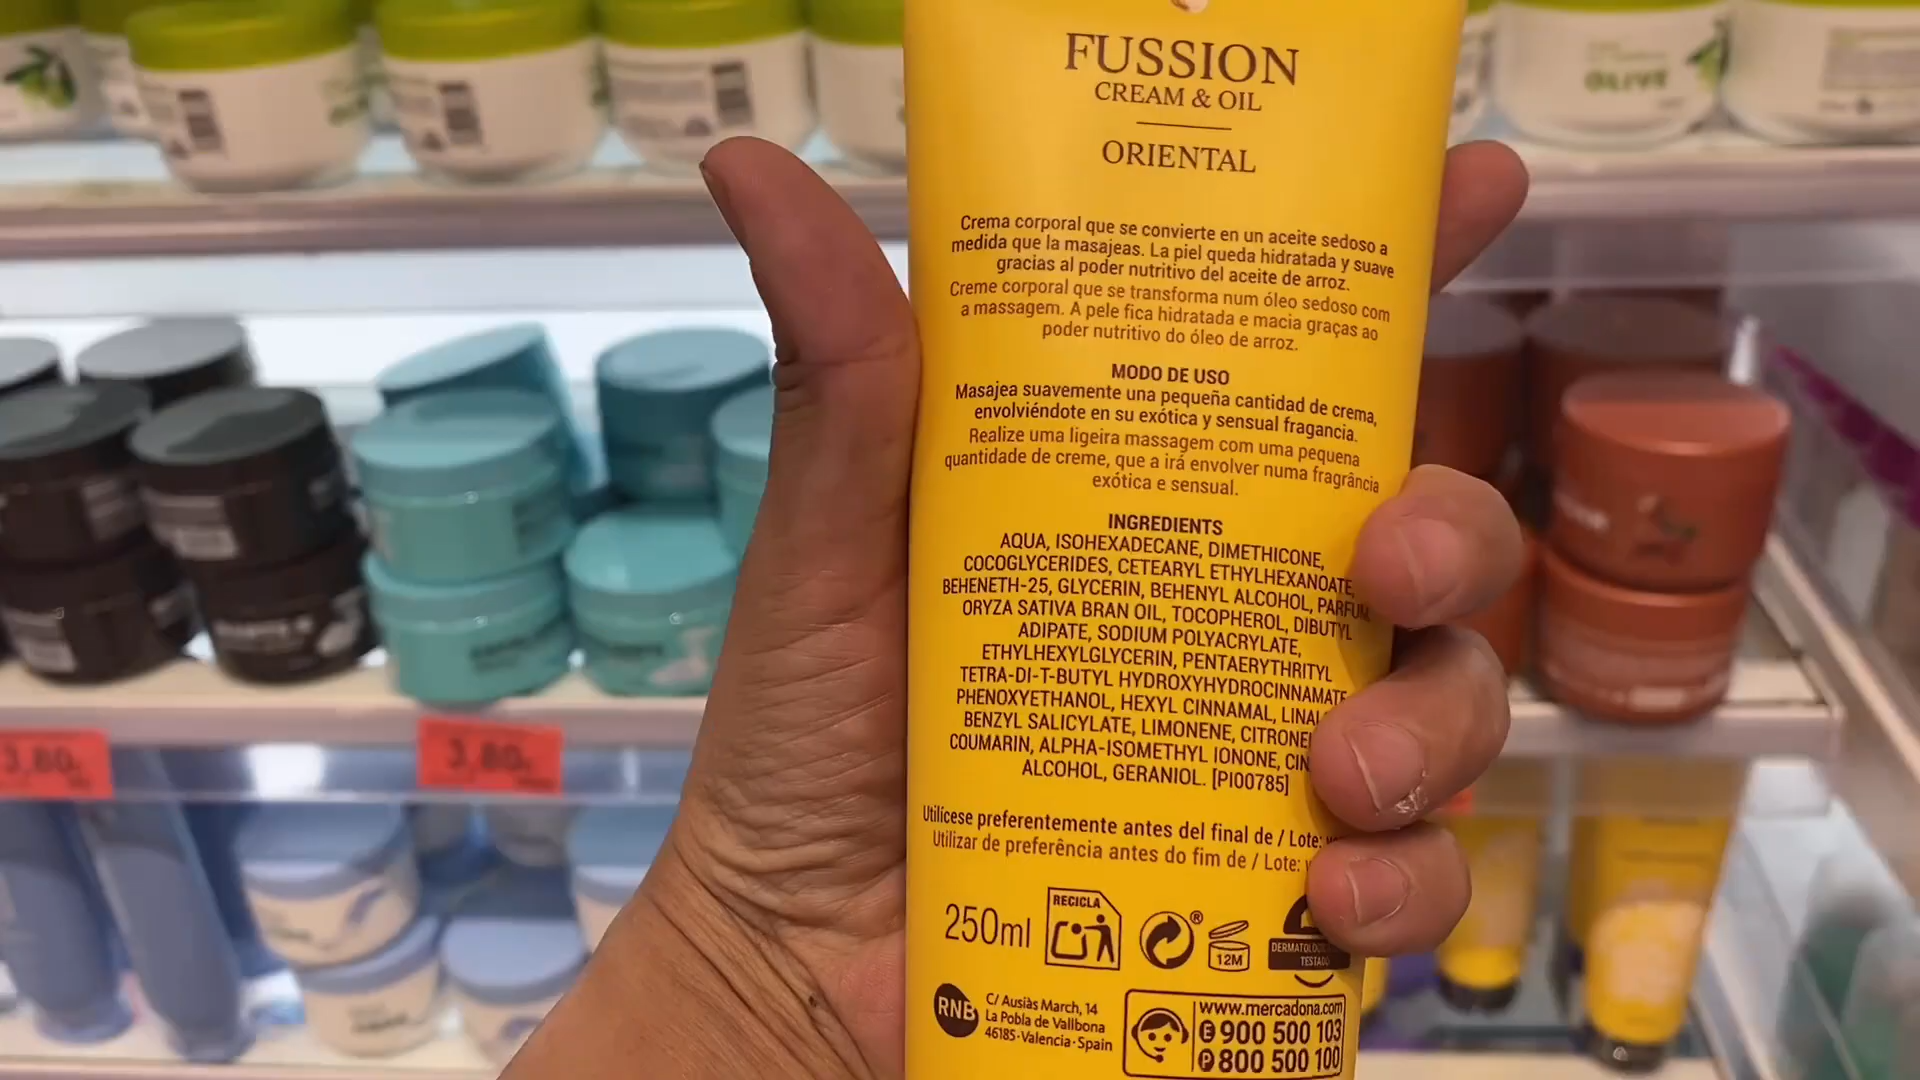 FUSSION
CREAM & OIL
ORIENTAL
Crema corporal que se convierte en un aceite sedoso a
medida que la masajeas. La piel queda hidratada y suave
gracias al poder nutritivo del aceite de arroz.
Creme corporal que se transforma num óleo sedoso com
a massagem. A pele fica hidratada e macia graças ao
poder nutritivo do óleo de arroz.
MODO DE USO
Masajea suavemente una pequeña cantidad de crema,
envolviéndote en su exótica y sensual fragancia.
Realize uma ligeira massagem com uma pequena
quantidade de creme, que a irá envolver numa fragrância
exótica e sensual.
INGREDIENTS
AQUA, ISOHEXADECANE, DIMETHICONE,
COCOGLYCERIDES, CETEARYL ETHYLHEXANOATE,
BEHENETH-25, GLYCERIN, BEHENYL ALCOHOL, PARFUM,
ORYZA SATIVA BRAN OIL, TOCOPHEROL, DIBUTYL
ADIPATE, SODIUM POLYACRYLATE,
ETHYLHEXYLGLYCERIN, PENTAERYTHRITYL
TETRA-DI-T-BUTYL HYDROXYHYDROCINNAMATE
PHENOXYETHANOL, HEXYL CINNAMAL,
BENZYL SALICYLATE, LIMONENE,
COUMARIN, ALPHA-ISOMETHYL IONONE,
ALCOHOL, GERANIOL. [PI00785]
Utilícese preferentemente antes del final de / Lote:
Utilizar de preferência antes do fim de / Lote:
250ml
RECICLA
®
12M
TESTADO
RNB
C/ Ausiàs March, 14
La Pobla de Vallbona
46185-Valencia-Spain
www.mercadona.com
E 900 500 103
P 800 500 100
OLIVE
3,80
3,80